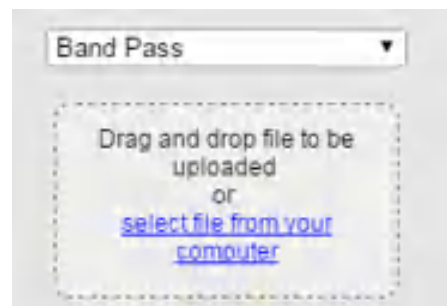 Band Pass
Drag and drop file to be
uploaded
or
select file from your
computer